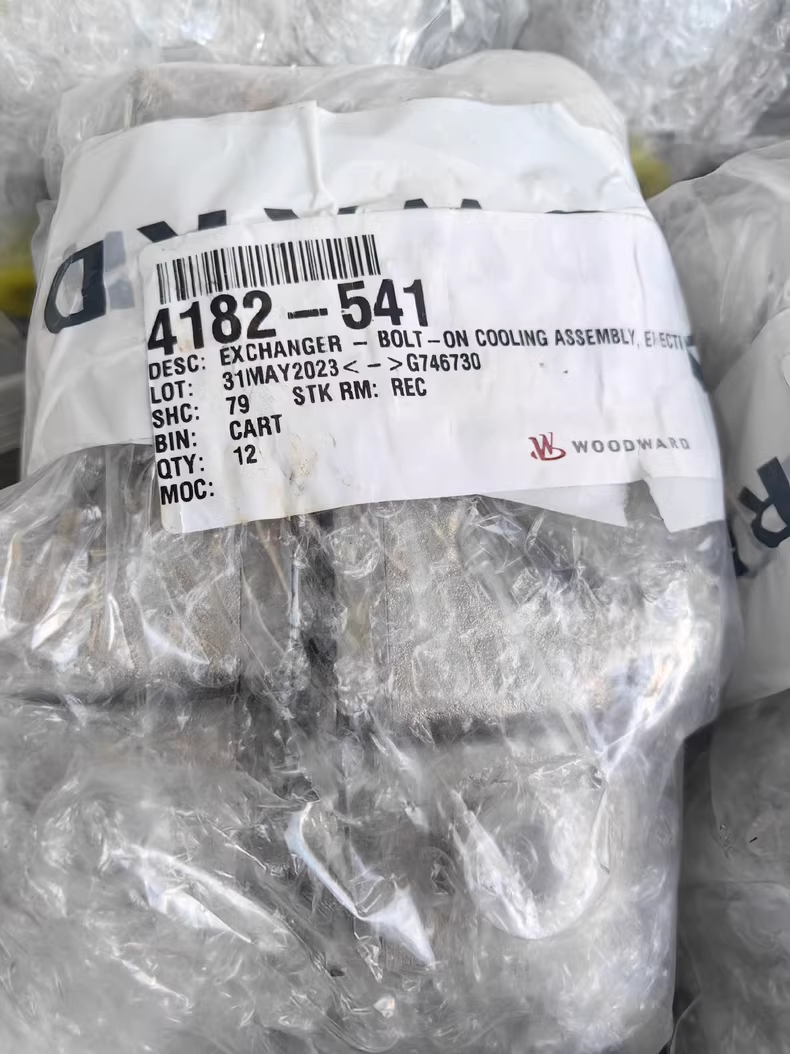 4182-541
DESC: EXCHANGER - BOLT-ON COOLING ASSEMBLY,
LOT: 31MAY2023<->G746730
SHC: 79 STK RM: REC
BIN: CART
QTY: 12
MOC:
W WOODWARD